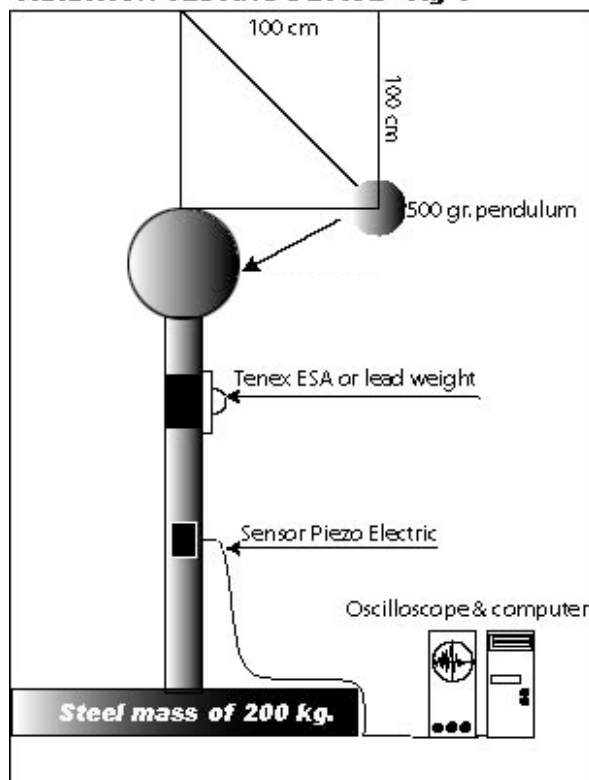 100 cm
100 cm
500 gr. pendulum
Tenex ESA or lead weight
Sensor Piezo Electric
Oscilloscope & computer
Steel mass of 200 kg.